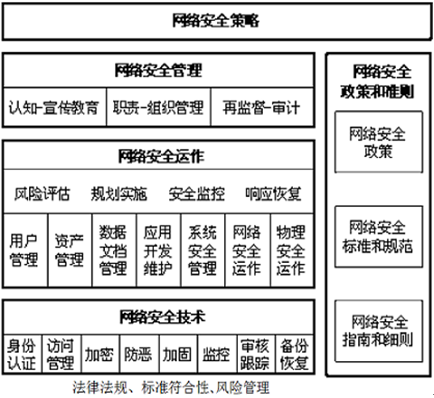 网络安全策略
网络安全管理
认知-宣传教育 职责-组织管理 再监督-审计
网络安全运作
风险评估 规划实施 安全监控 响应恢复
用户管理 资产管理 数据文档管理 应用开发维护 系统安全管理 网络安全运作 物理安全运作
网络安全技术
身份认证 访问管理 加密 防恶 加固 监控 审核跟踪 备份恢复
网络安全
政策和准则
网络安全
政策
网络安全
标准和规范
网络安全
指南和细则
法律法规、标准符合性、风险管理